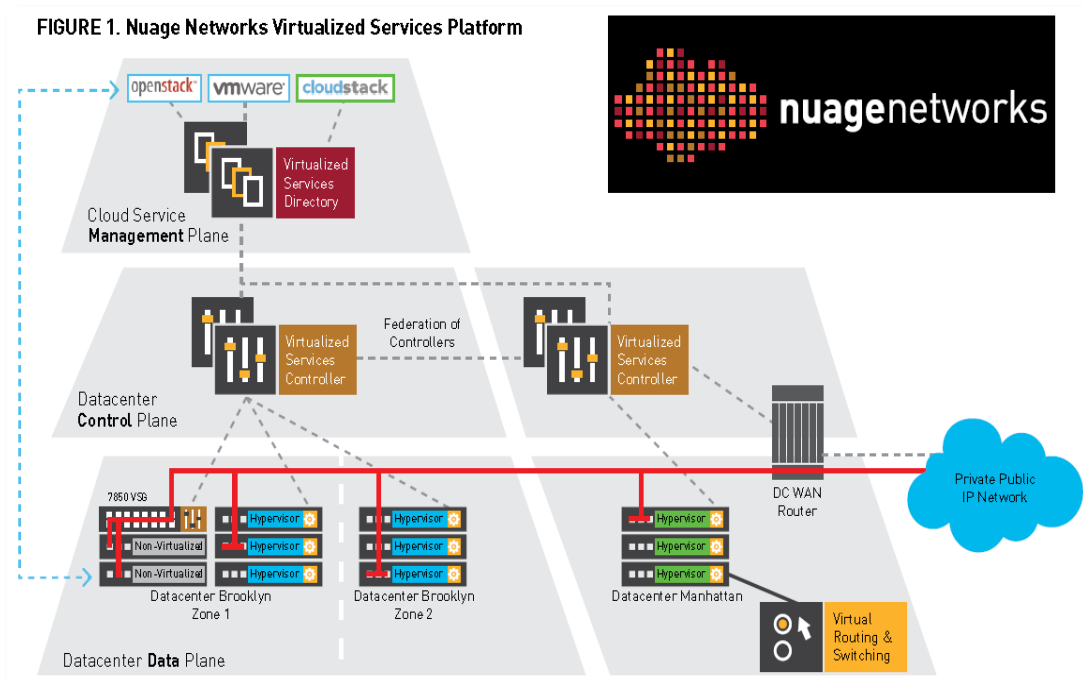 FIGURE 1. Nuage Networks Virtualized Services Platform
nuagenetworks
openstack™
vmware®
cloudstack
Virtualized
Services
Directory
Cloud Service
Management Plane
Federation of
Controllers
Virtualized
Services
Controller
Virtualized
Services
Controller
Datacenter
Control Plane
DC WAN
Router
Private Public
IP Network
7850 VSG
Hypervisor
Hypervisor
Hypervisor
Non-Virtualized
Hypervisor
Hypervisor
Hypervisor
Non-Virtualized
Hypervisor
Hypervisor
Hypervisor
Datacenter Brooklyn
Zone 1
Datacenter Brooklyn
Zone 2
Datacenter Manhattan
Virtual
Routing &
Switching
Datacenter Data Plane